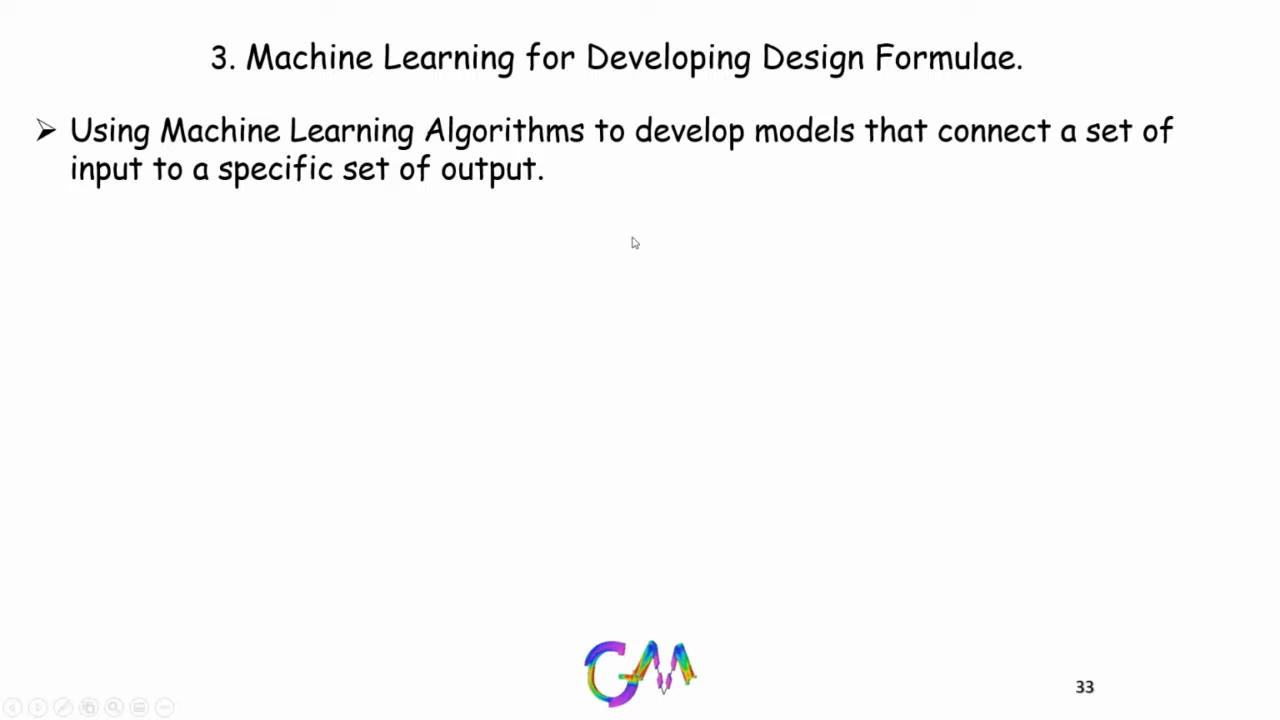 3. Machine Learning for Developing Design Formulae.
➢ Using Machine Learning Algorithms to develop models that connect a set of
input to a specific set of output.
GAM
33